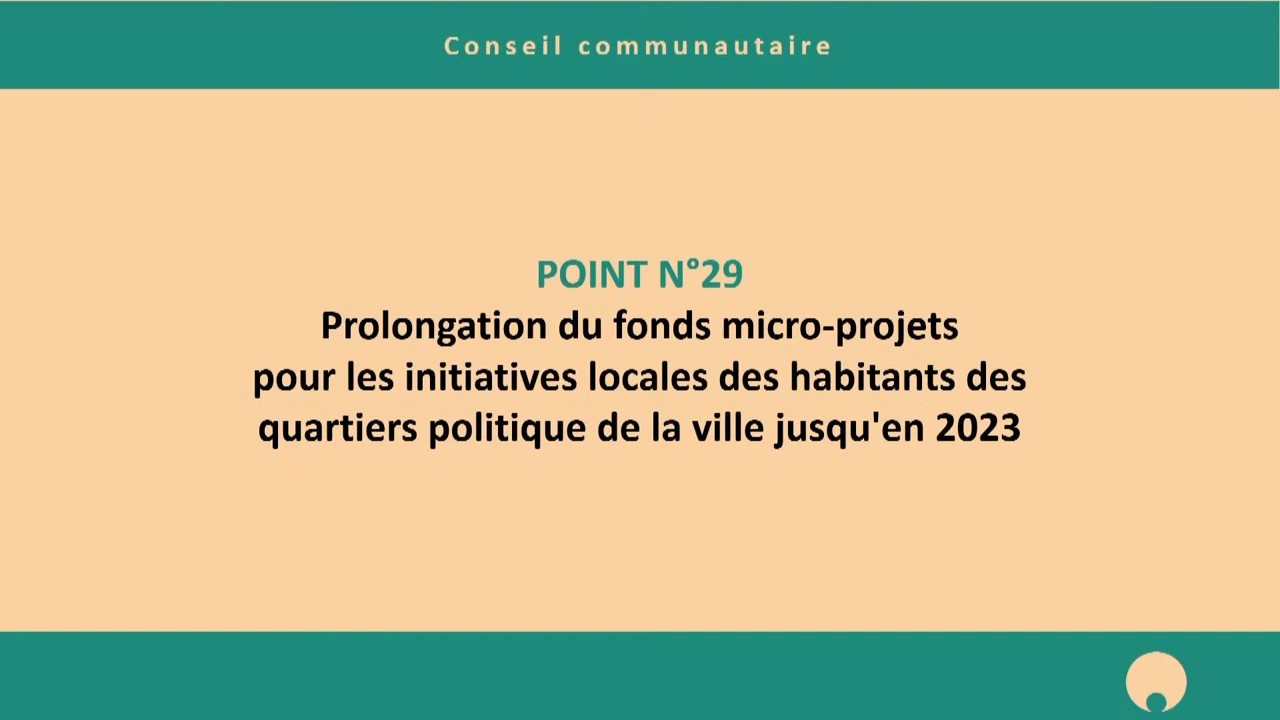 Conseil communautaire
POINT N°29
Prolongation du fonds micro-projets
pour les initiatives locales des habitants des
quartiers politique de la ville jusqu'en 2023